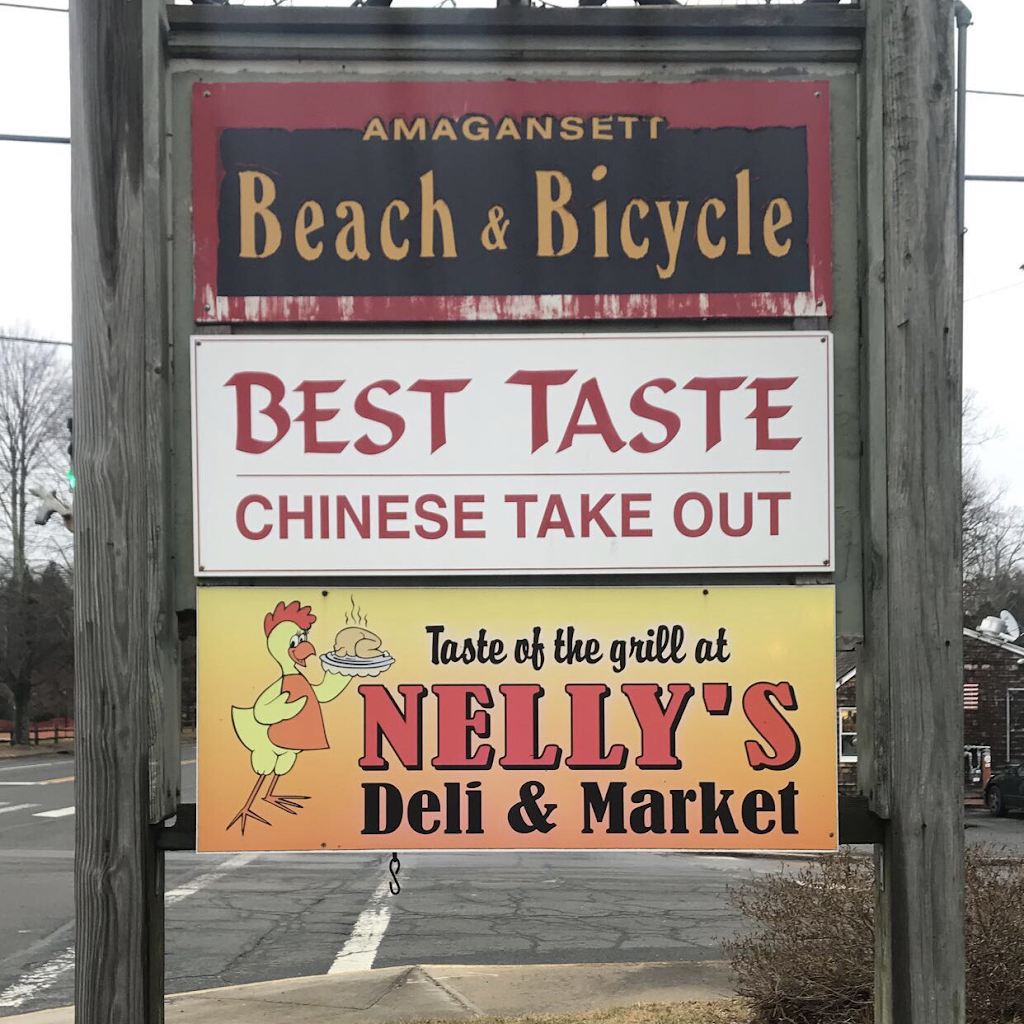 AMAGANSETT
Beach & Bicycle
BEST TASTE
CHINESE TAKE OUT
Taste of the grill at
NELLY'S
Deli & Market